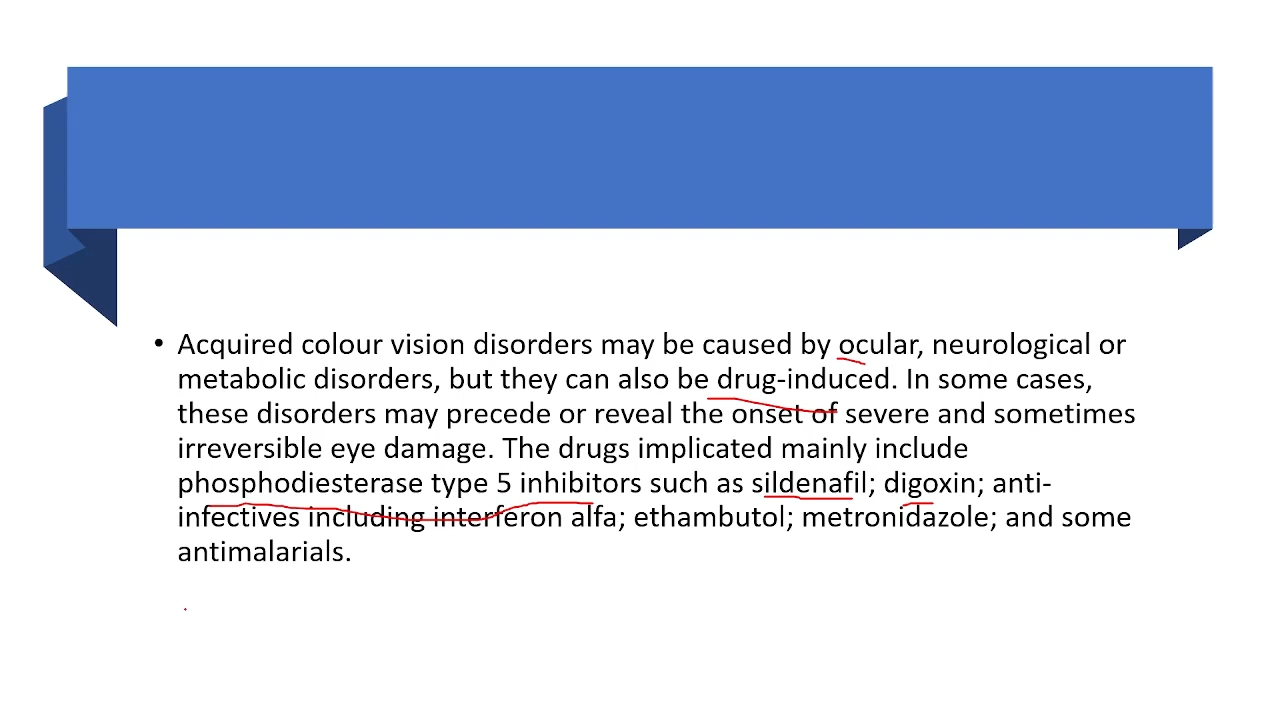 • Acquired colour vision disorders may be caused by ocular, neurological or
metabolic disorders, but they can also be drug-induced. In some cases,
these disorders may precede or reveal the onset of severe and sometimes
irreversible eye damage. The drugs implicated mainly include
phosphodiesterase type 5 inhibitors such as sildenafil; digoxin; anti-
infectives including interferon alfa; ethambutol; metronidazole; and some
antimalarials.